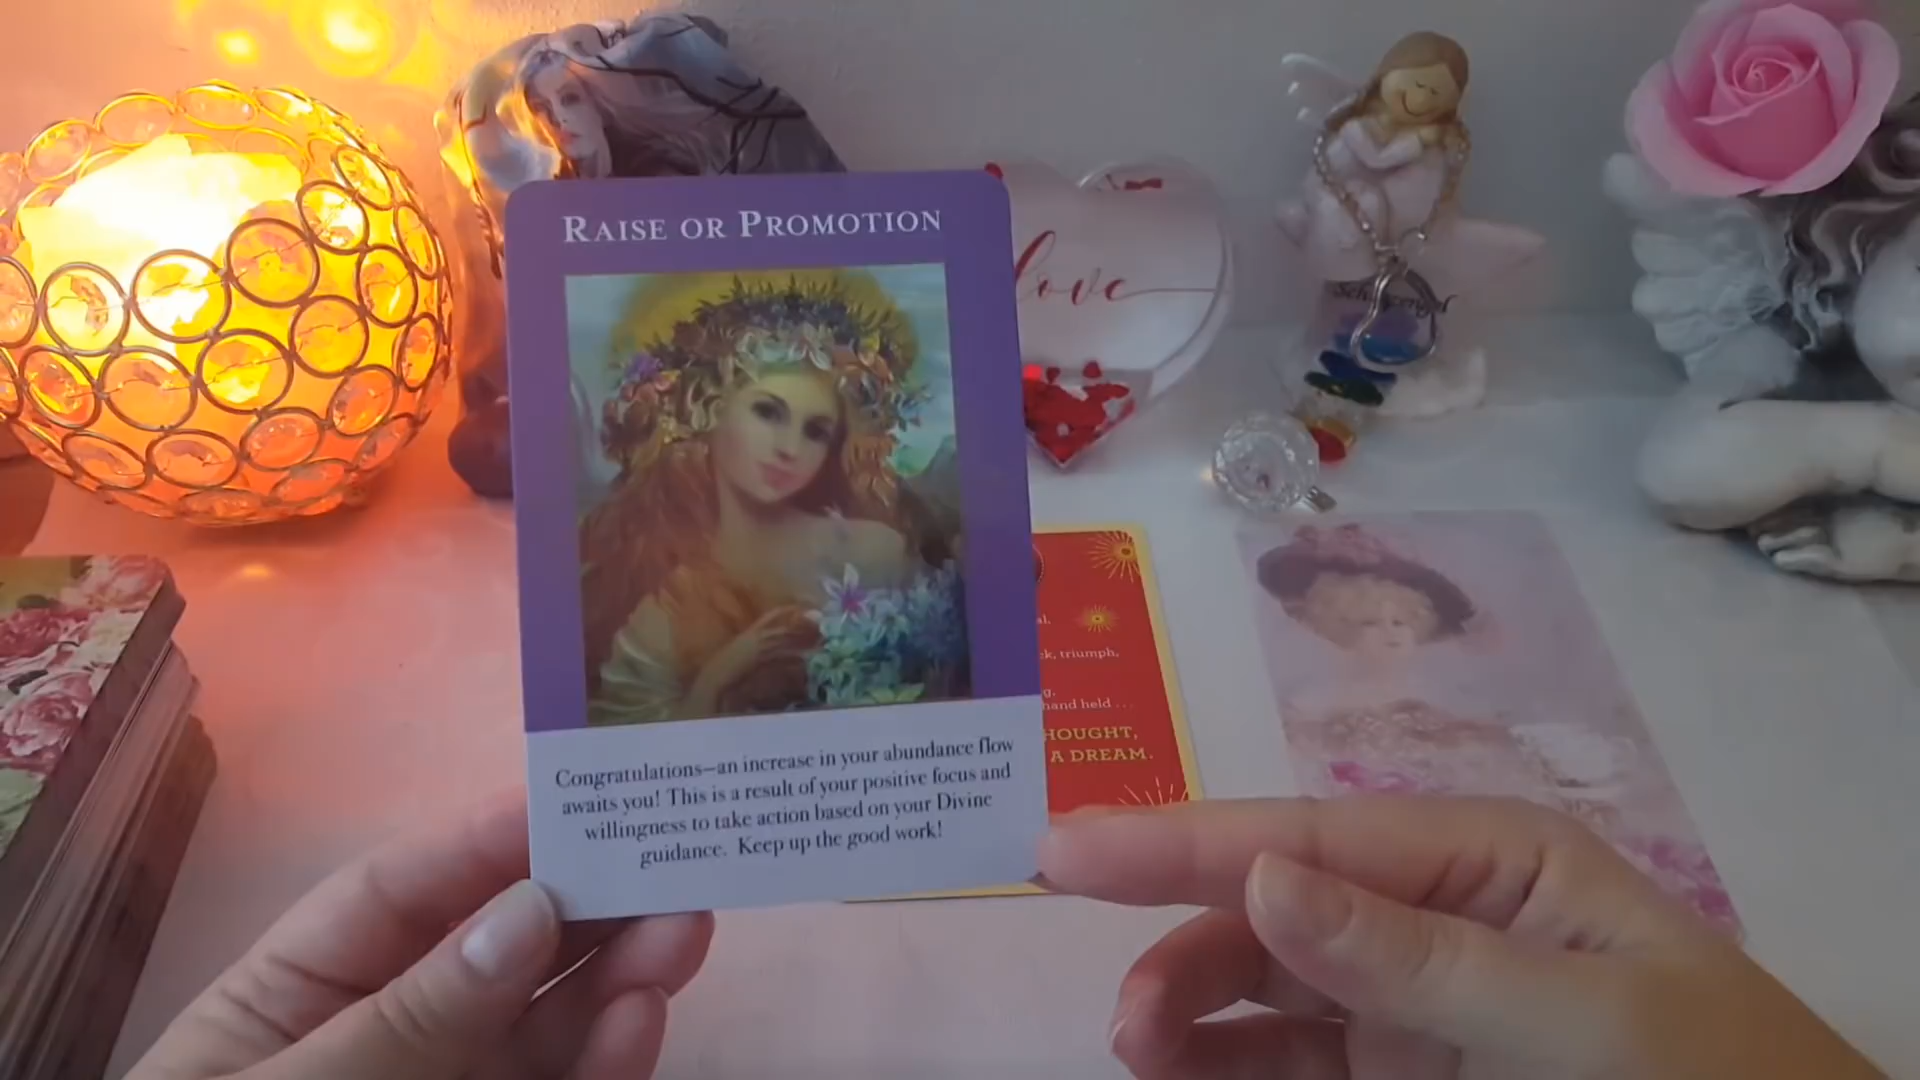 RAISE OR PROMOTION
Congratulations—an increase in your abundance flow
awaits you! This is a result of your positive focus and
willingness to take action based on your Divine
guidance. Keep up the good work!
love
al,
ck, triumph,
g.
hand held . . .
HOUGHT,
A DREAM.